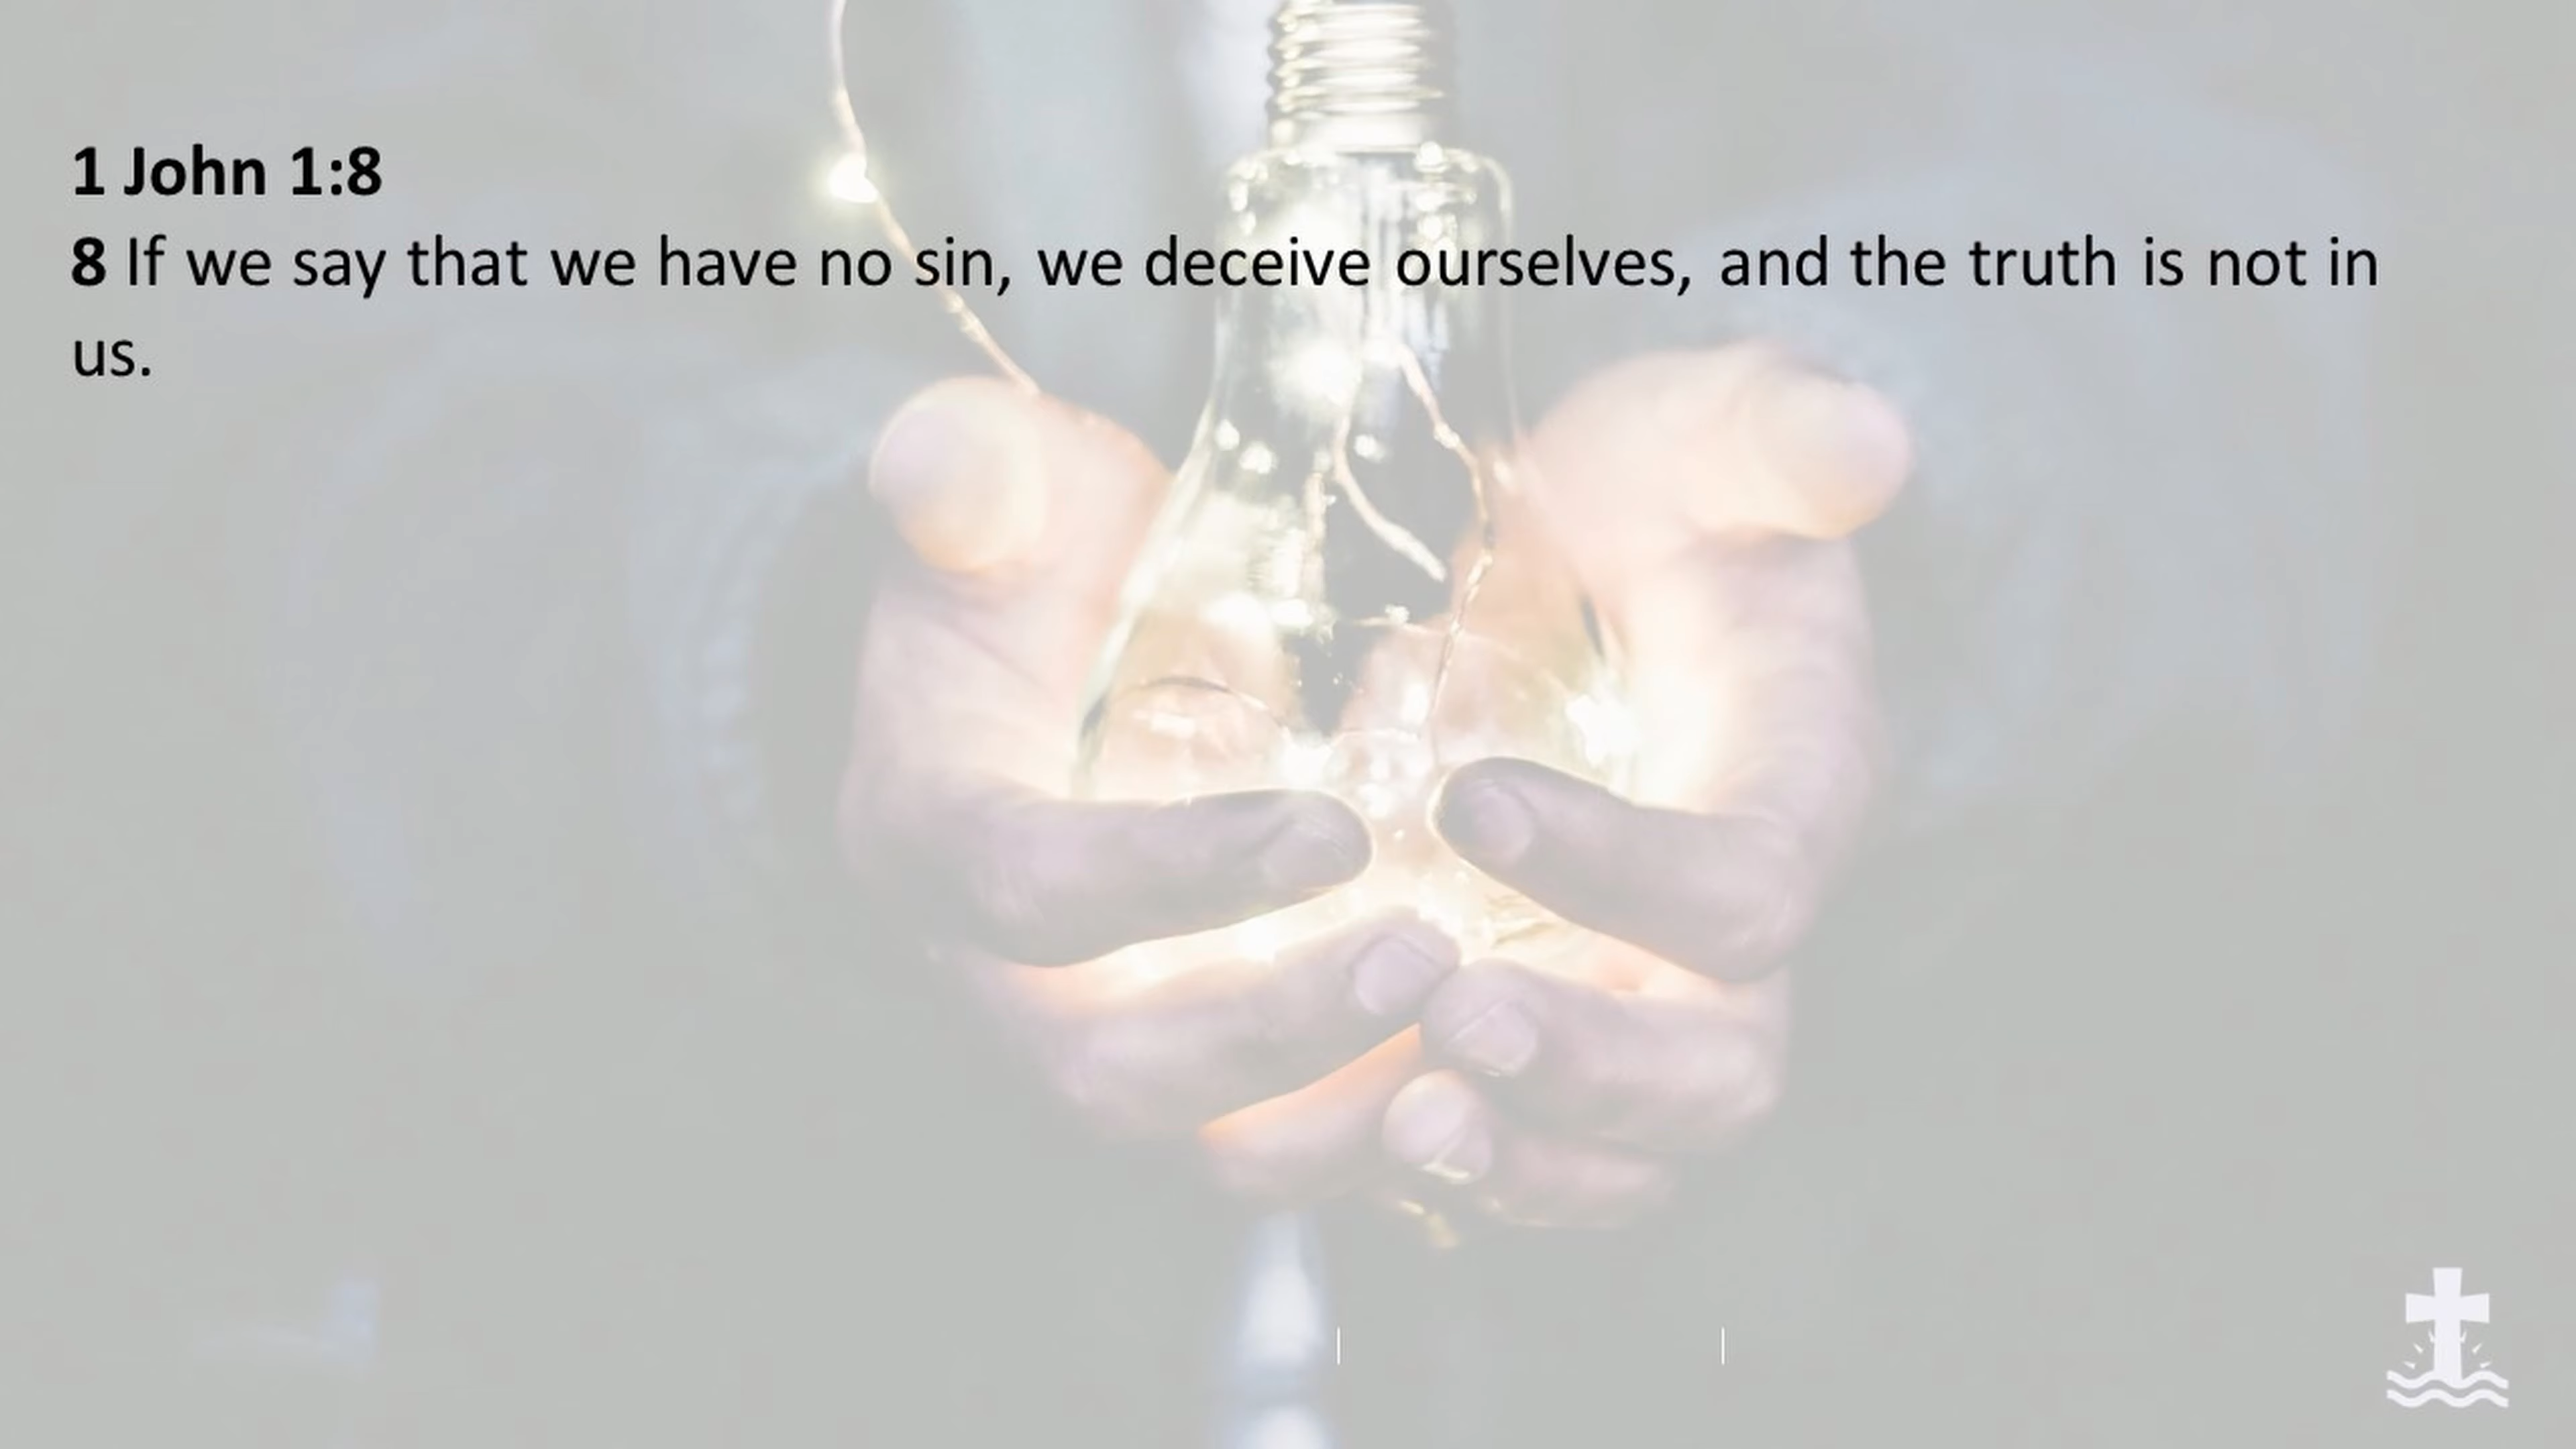 1 John 1:8
8 If we say that we have no sin, we deceive ourselves, and the truth is not in
us.